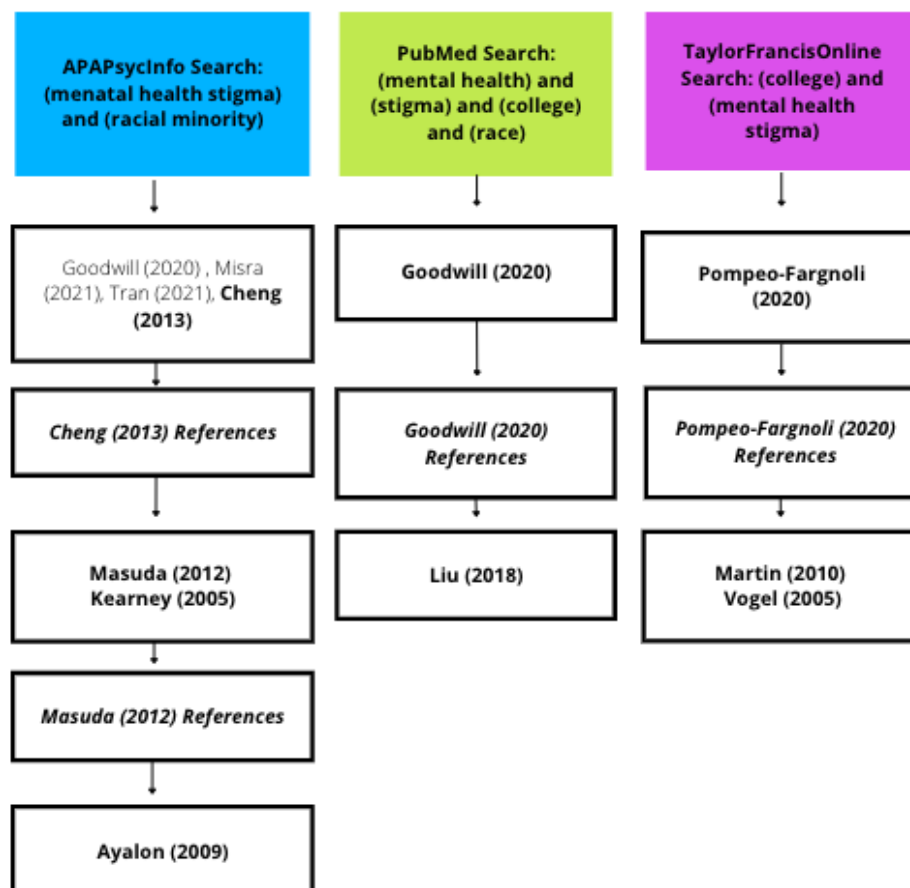 APAPsycInfo Search:
(menatal health stigma)
and (racial minority)
Goodwill (2020) , Misra
(2021), Tran (2021), Cheng
(2013)
Cheng (2013) References
Masuda (2012)
Kearney (2005)
Masuda (2012) References
Ayalon (2009)
PubMed Search:
(mental health) and
(stigma) and (college)
and (race)
Goodwill (2020)
Goodwill (2020)
References
Liu (2018)
TaylorFrancisOnline
Search: (college) and
(mental health
stigma)
Pompeo-Fargnoli
(2020)
Pompeo-Fargnoli (2020)
References
Martin (2010)
Vogel (2005)